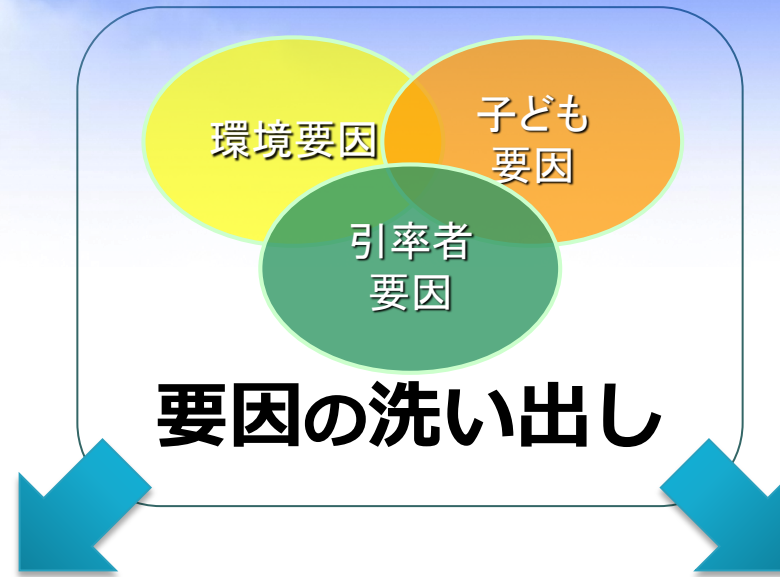 環境要因
子ども
要因
引率者
要因
要因の洗い出し